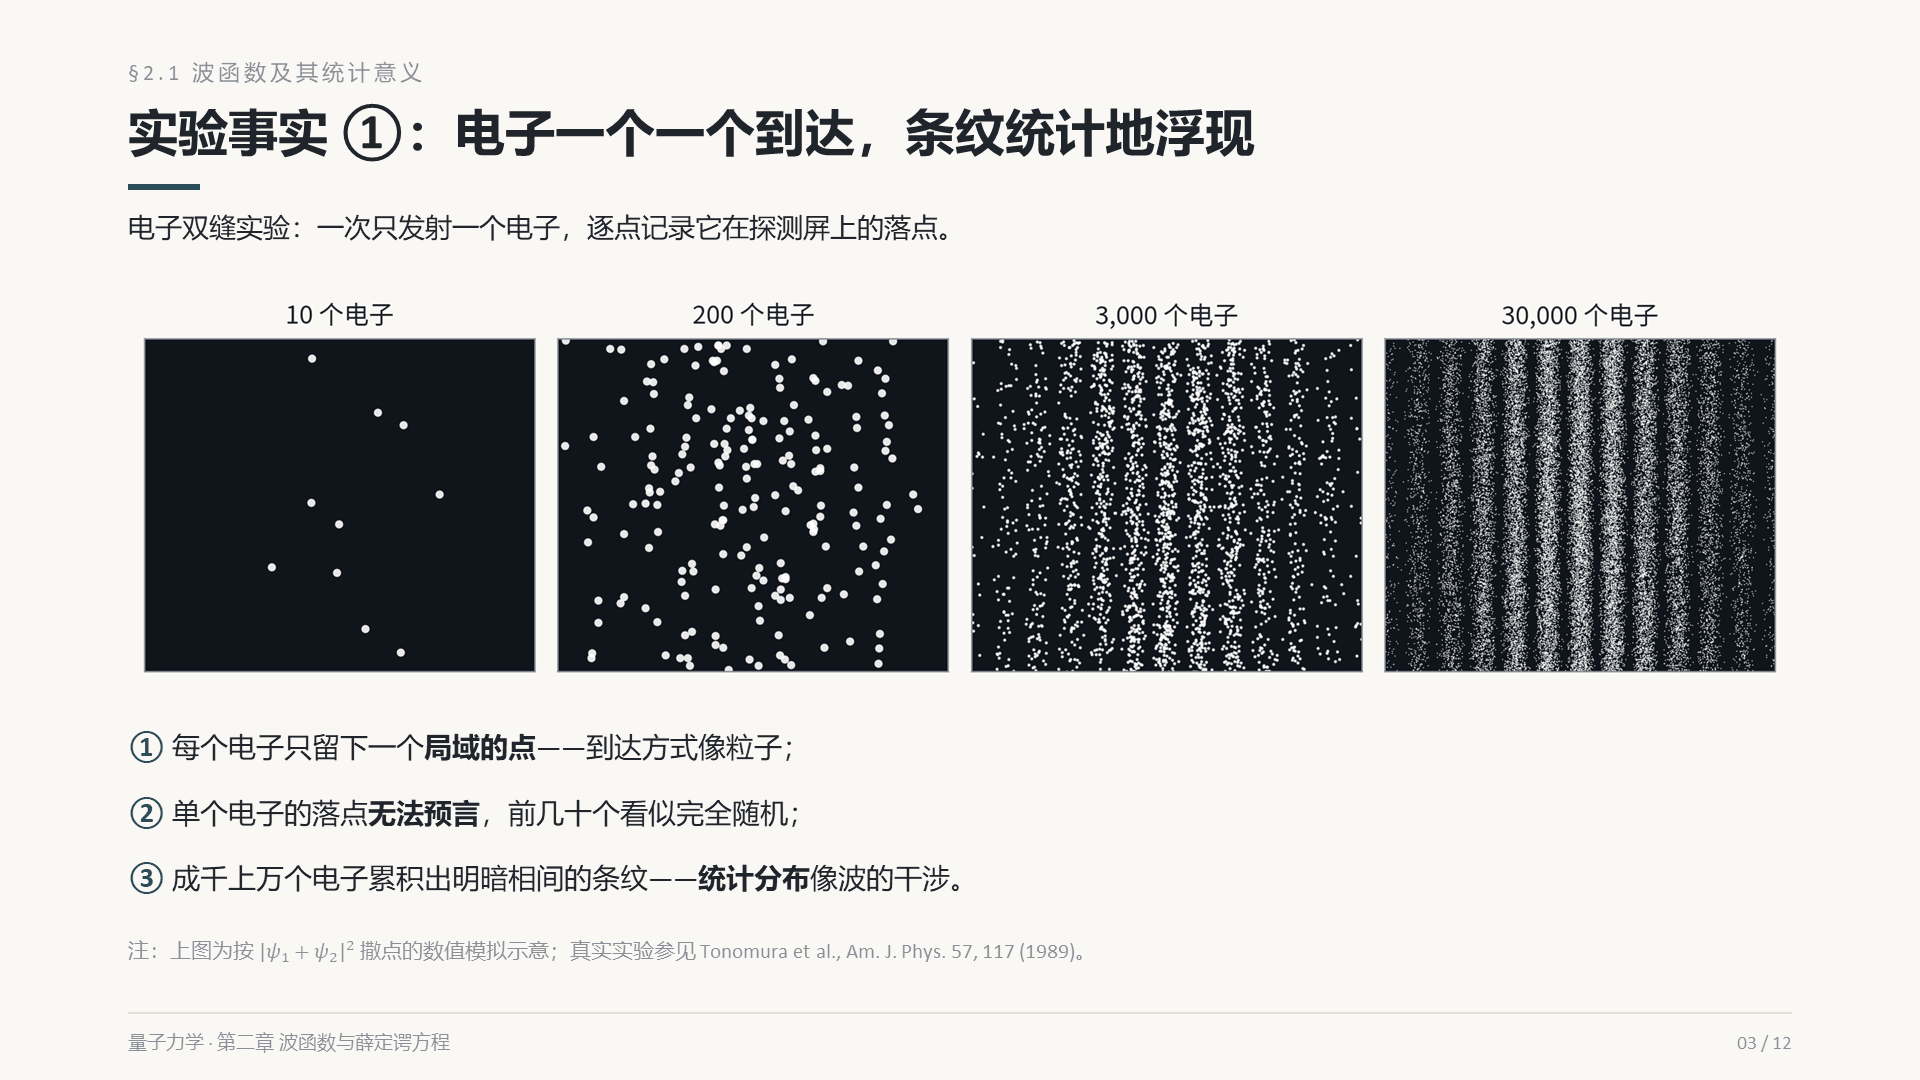 §2.1 波函数及其统计意义
实验事实 ①：电子一个一个到达，条纹统计地浮现
电子双缝实验：一次只发射一个电子，逐点记录它在探测屏上的落点。
10 个电子
200 个电子
3,000 个电子
30,000 个电子
① 每个电子只留下一个局域的点——到达方式像粒子；
② 单个电子的落点无法预言，前几十个看似完全随机；
③ 成千上万个电子累积出明暗相间的条纹——统计分布像波的干涉。
注：上图为按 |ψ₁ + ψ₂|² 撒点的数值模拟示意；真实实验参见 Tonomura et al., Am. J. Phys. 57, 117 (1989)。
量子力学 · 第二章 波函数与薛定谔方程
03 / 12